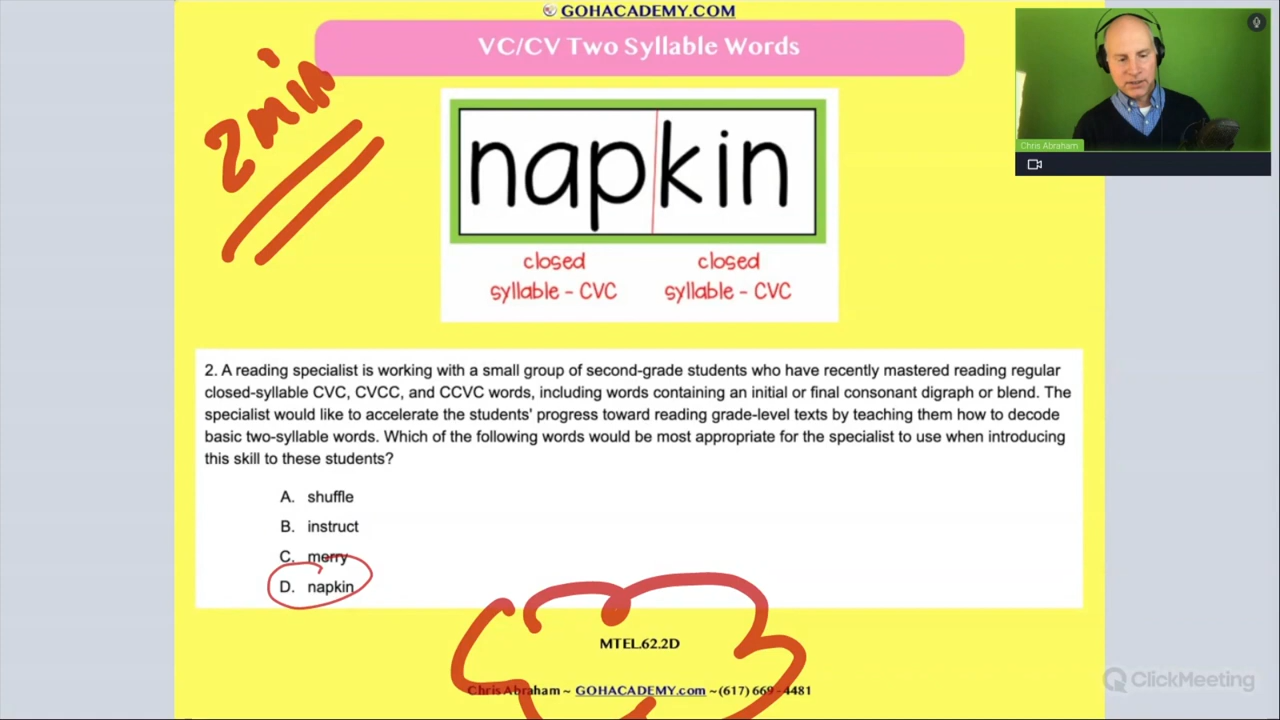 GOHACADEMY.COM
VC/CV Two Syllable Words
2 min
napkin
closed closed
syllable - CVC syllable - CVC
Chris Abraham
2. A reading specialist is working with a small group of second-grade students who have recently mastered reading regular
closed-syllable CVC, CVCC, and CCVC words, including words containing an initial or final consonant digraph or blend. The
specialist would like to accelerate the students' progress toward reading grade-level texts by teaching them how to decode
basic two-syllable words. Which of the following words would be most appropriate for the specialist to use when introducing
this skill to these students?
A. shuffle
B. instruct
C. merry
D. napkin
MTEL.62.2D
Chris Abraham ~ GOHACADEMY.com ~(617) 669 - 4481
ClickMeeting